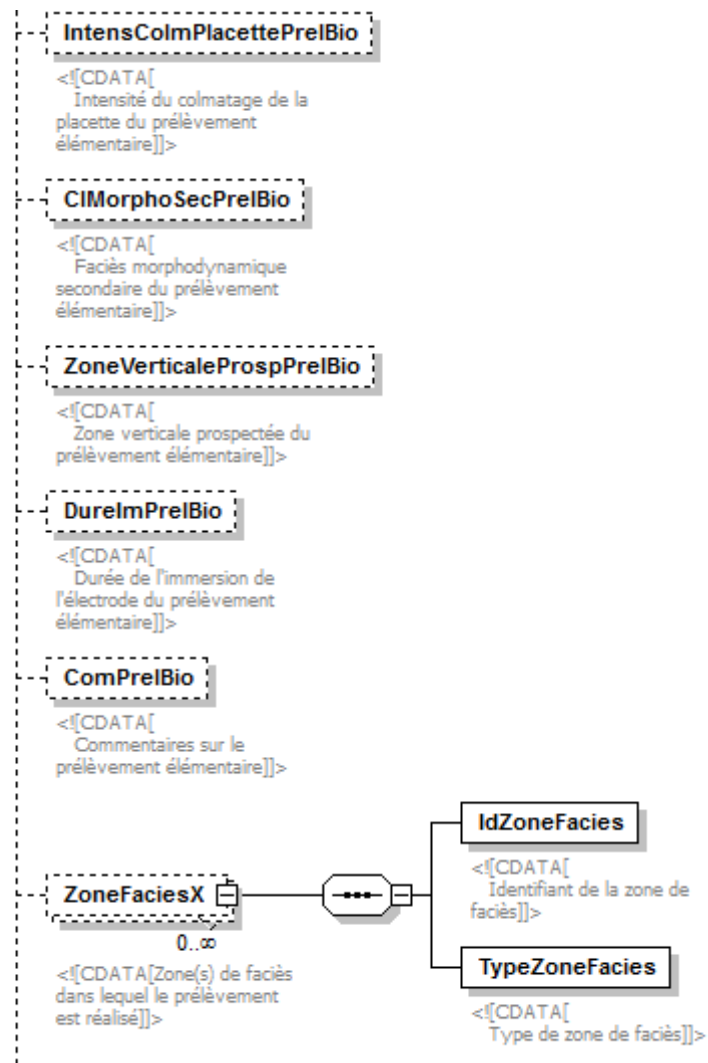 IntensColmPlacettePrelBio
<![CDATA[
Intensité du colmatage de la
placette du prélèvement
élémentaire]]>
ClMorphoSecPrelBio
<![CDATA[
Faciès morphodynamique
secondaire du prélèvement
élémentaire]]>
ZoneVerticaleProspPrelBio
<![CDATA[
Zone verticale prospectée du
prélèvement élémentaire]]>
DureImPrelBio
<![CDATA[
Durée de l'immersion de
l'électrode du prélèvement
élémentaire]]>
ComPrelBio
<![CDATA[
Commentaires sur le
prélèvement élémentaire]]>
ZoneFaciesX
0..∞
<![CDATA[Zone(s) de faciès
dans lequel le prélèvement
est réalisé]]>
IdZoneFacies
<![CDATA[
Identifiant de la zone de
faciès]]>
TypeZoneFacies
<![CDATA[
Type de zone de faciès]]>